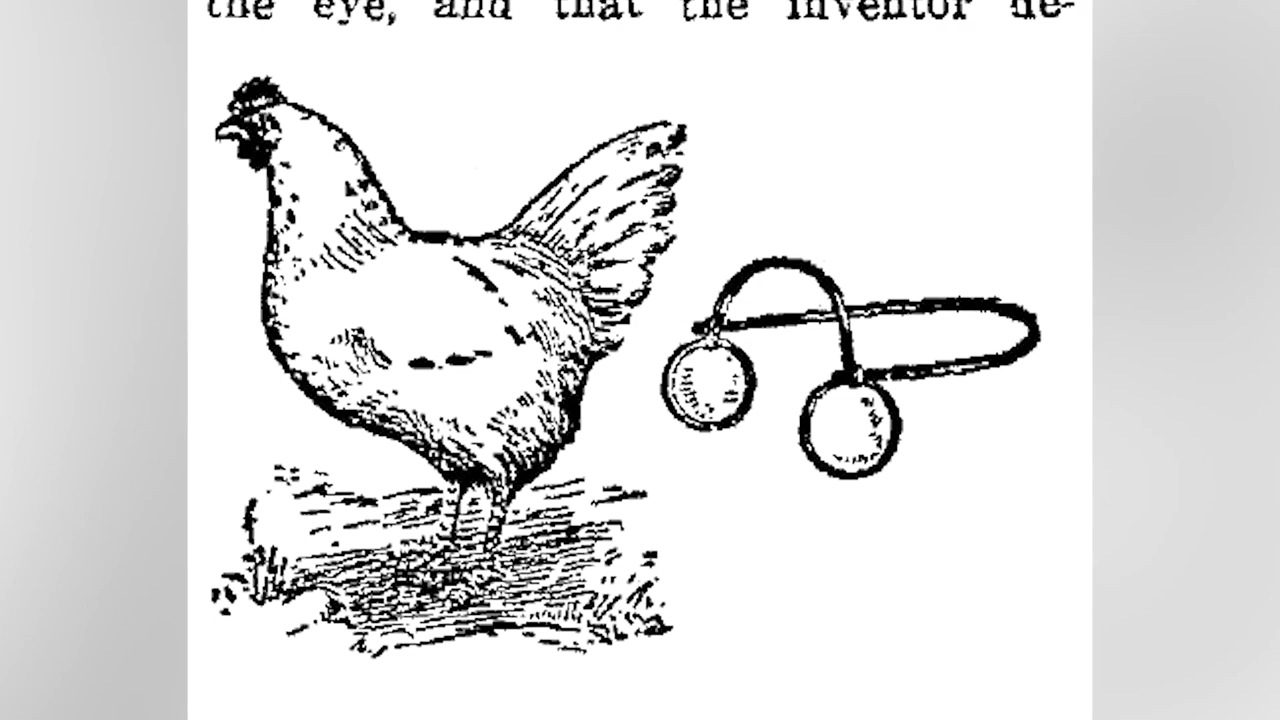 the eye, and that the inventor de-